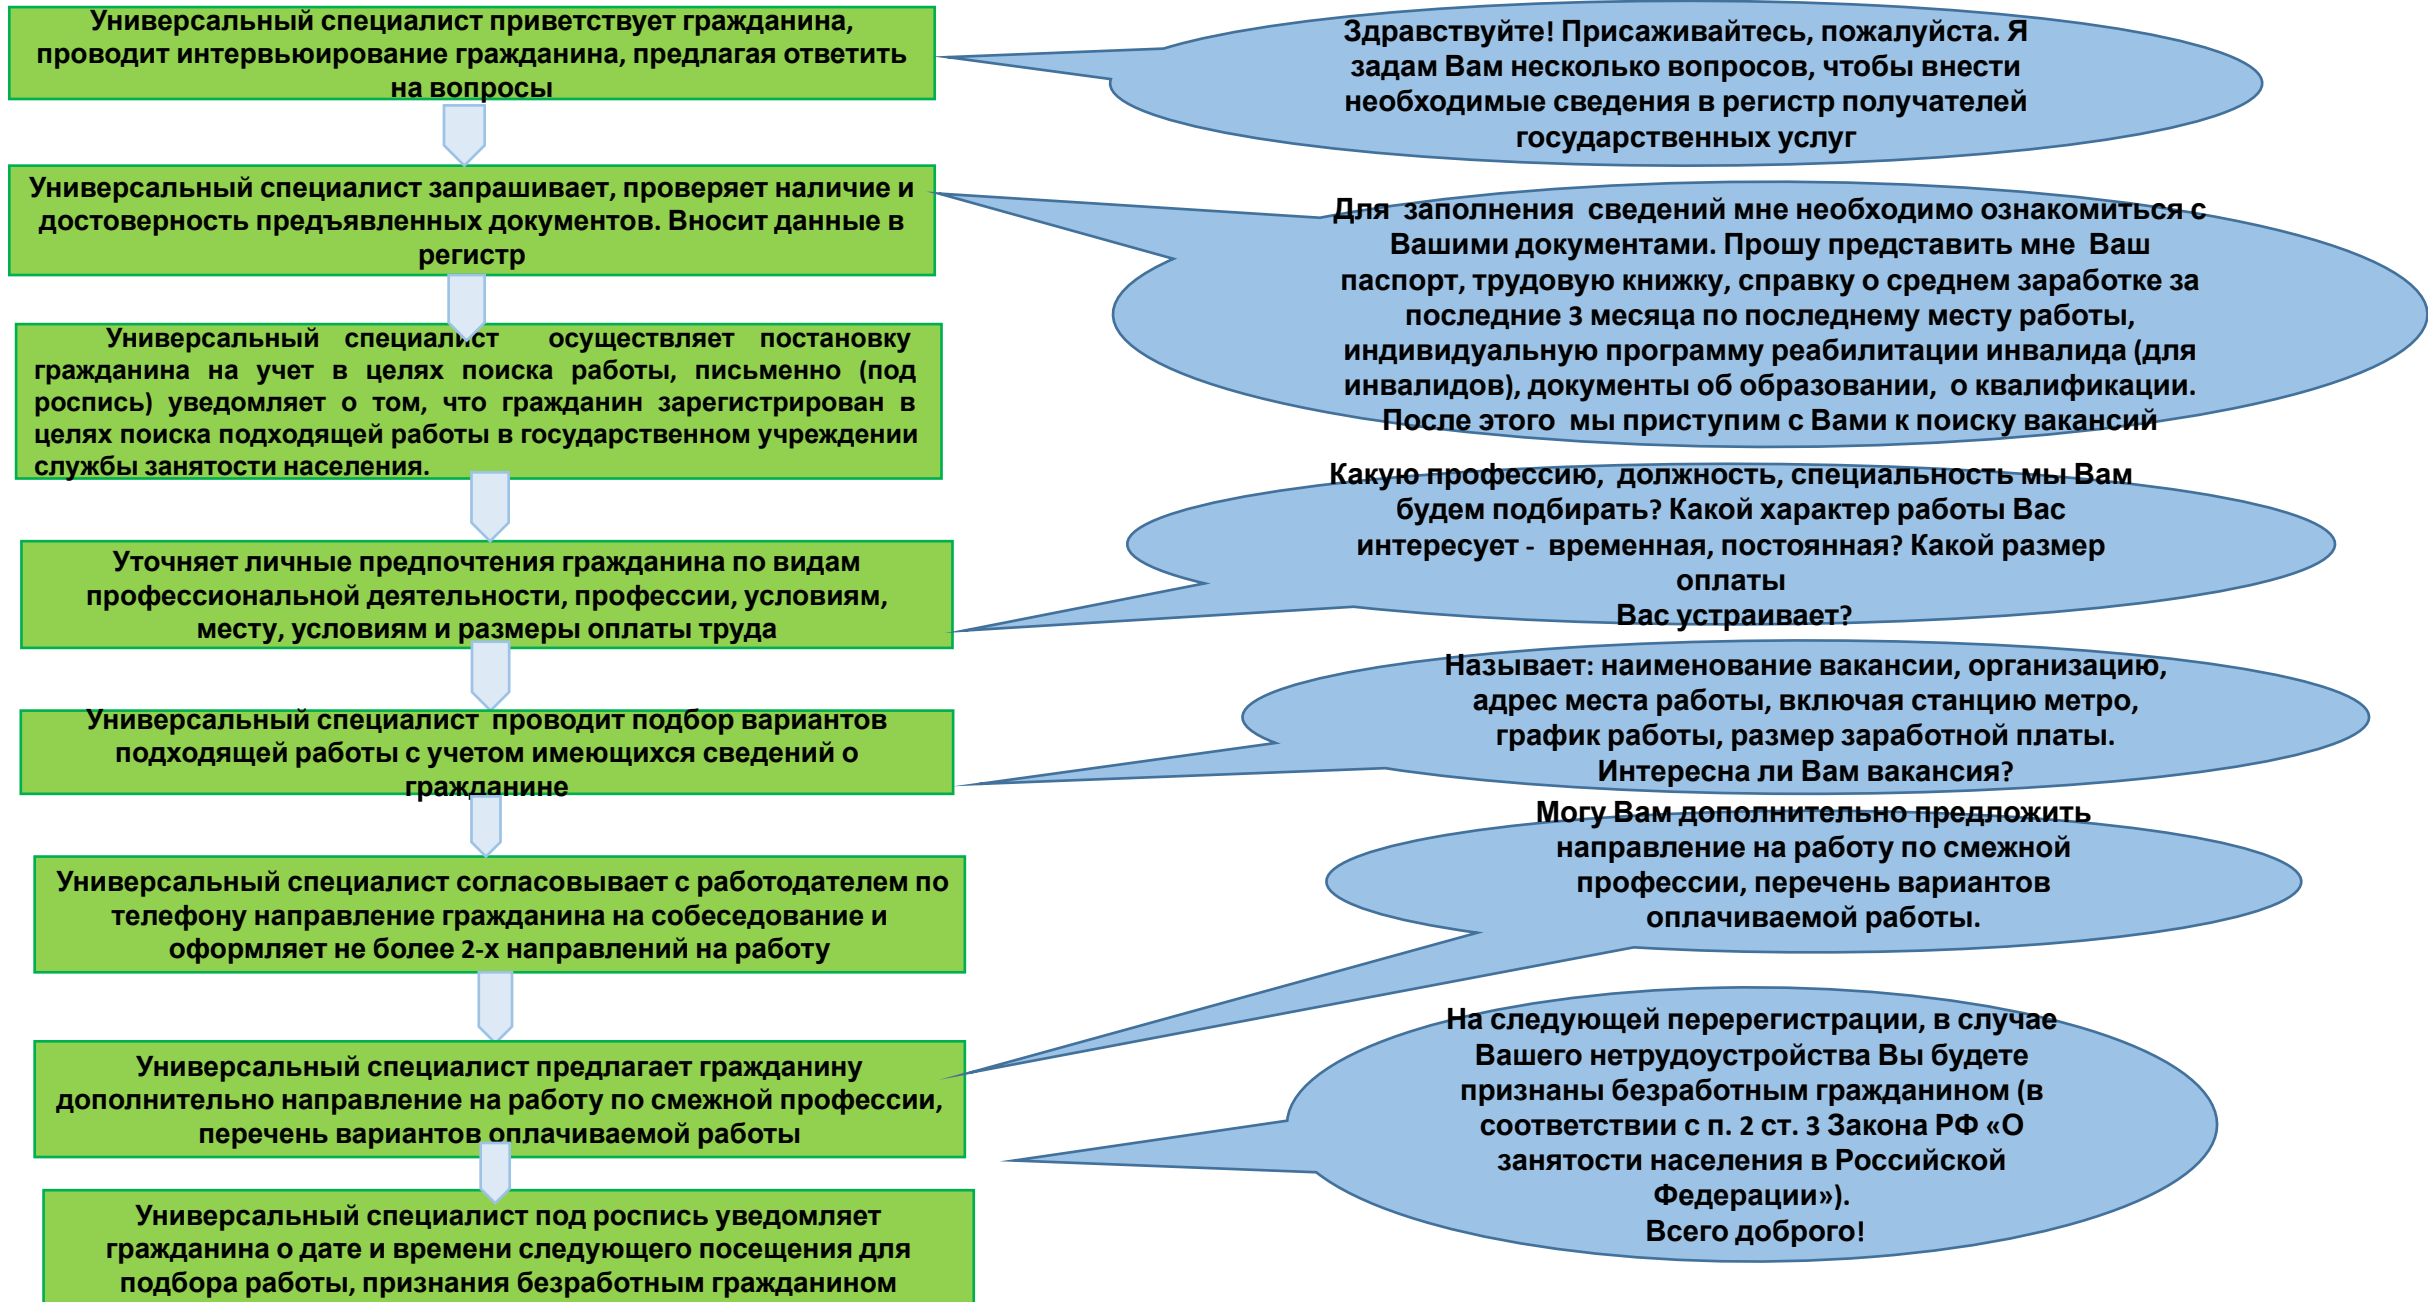 Универсальный специалист приветствует гражданина,
проводит интервьюирование гражданина, предлагая ответить
на вопросы
Здравствуйте! Присаживайтесь, пожалуйста. Я
задам Вам несколько вопросов, чтобы внести
необходимые сведения в регистр получателей
государственных услуг
Универсальный специалист запрашивает, проверяет наличие и
достоверность предъявленных документов. Вносит данные в
регистр
Для заполнения сведений мне необходимо ознакомиться с
Вашими документами. Прошу представить мне Ваш
паспорт, трудовую книжку, справку о среднем заработке за
последние 3 месяца по последнему месту работы,
индивидуальную программу реабилитации инвалида (для
инвалидов), документы об образовании, о квалификации.
После этого мы приступим с Вами к поиску вакансий
Универсальный специалист осуществляет постановку
гражданина на учет в целях поиска работы, письменно (под
роспись) уведомляет о том, что гражданин зарегистрирован в
целях поиска подходящей работы в государственном учреждении
службы занятости населения.
Уточняет личные предпочтения гражданина по видам
профессиональной деятельности, профессии, условиям,
месту, условиям и размеры оплаты труда
Какую профессию, должность, специальность мы Вам
будем подбирать? Какой характер работы Вас
интересует - временная, постоянная? Какой размер
оплаты
Вас устраивает?
Универсальный специалист проводит подбор вариантов
подходящей работы с учетом имеющихся сведений о
гражданине
Называет: наименование вакансии, организацию,
адрес места работы, включая станцию метро,
график работы, размер заработной платы.
Интересна ли Вам вакансия?
Универсальный специалист согласовывает с работодателем по
телефону направление гражданина на собеседование и
оформляет не более 2-х направлений на работу
Универсальный специалист предлагает гражданину
дополнительно направление на работу по смежной профессии,
перечень вариантов оплачиваемой работы
Могу Вам дополнительно предложить
направление на работу по смежной
профессии, перечень вариантов
оплачиваемой работы.
Универсальный специалист под роспись уведомляет
гражданина о дате и времени следующего посещения для
подбора работы, признания безработным гражданином
На следующей перерегистрации, в случае
Вашего нетрудоустройства Вы будете
признаны безработным гражданином (в
соответствии с п. 2 ст. 3 Закона РФ «О
занятости населения в Российской
Федерации»).
Всего доброго!